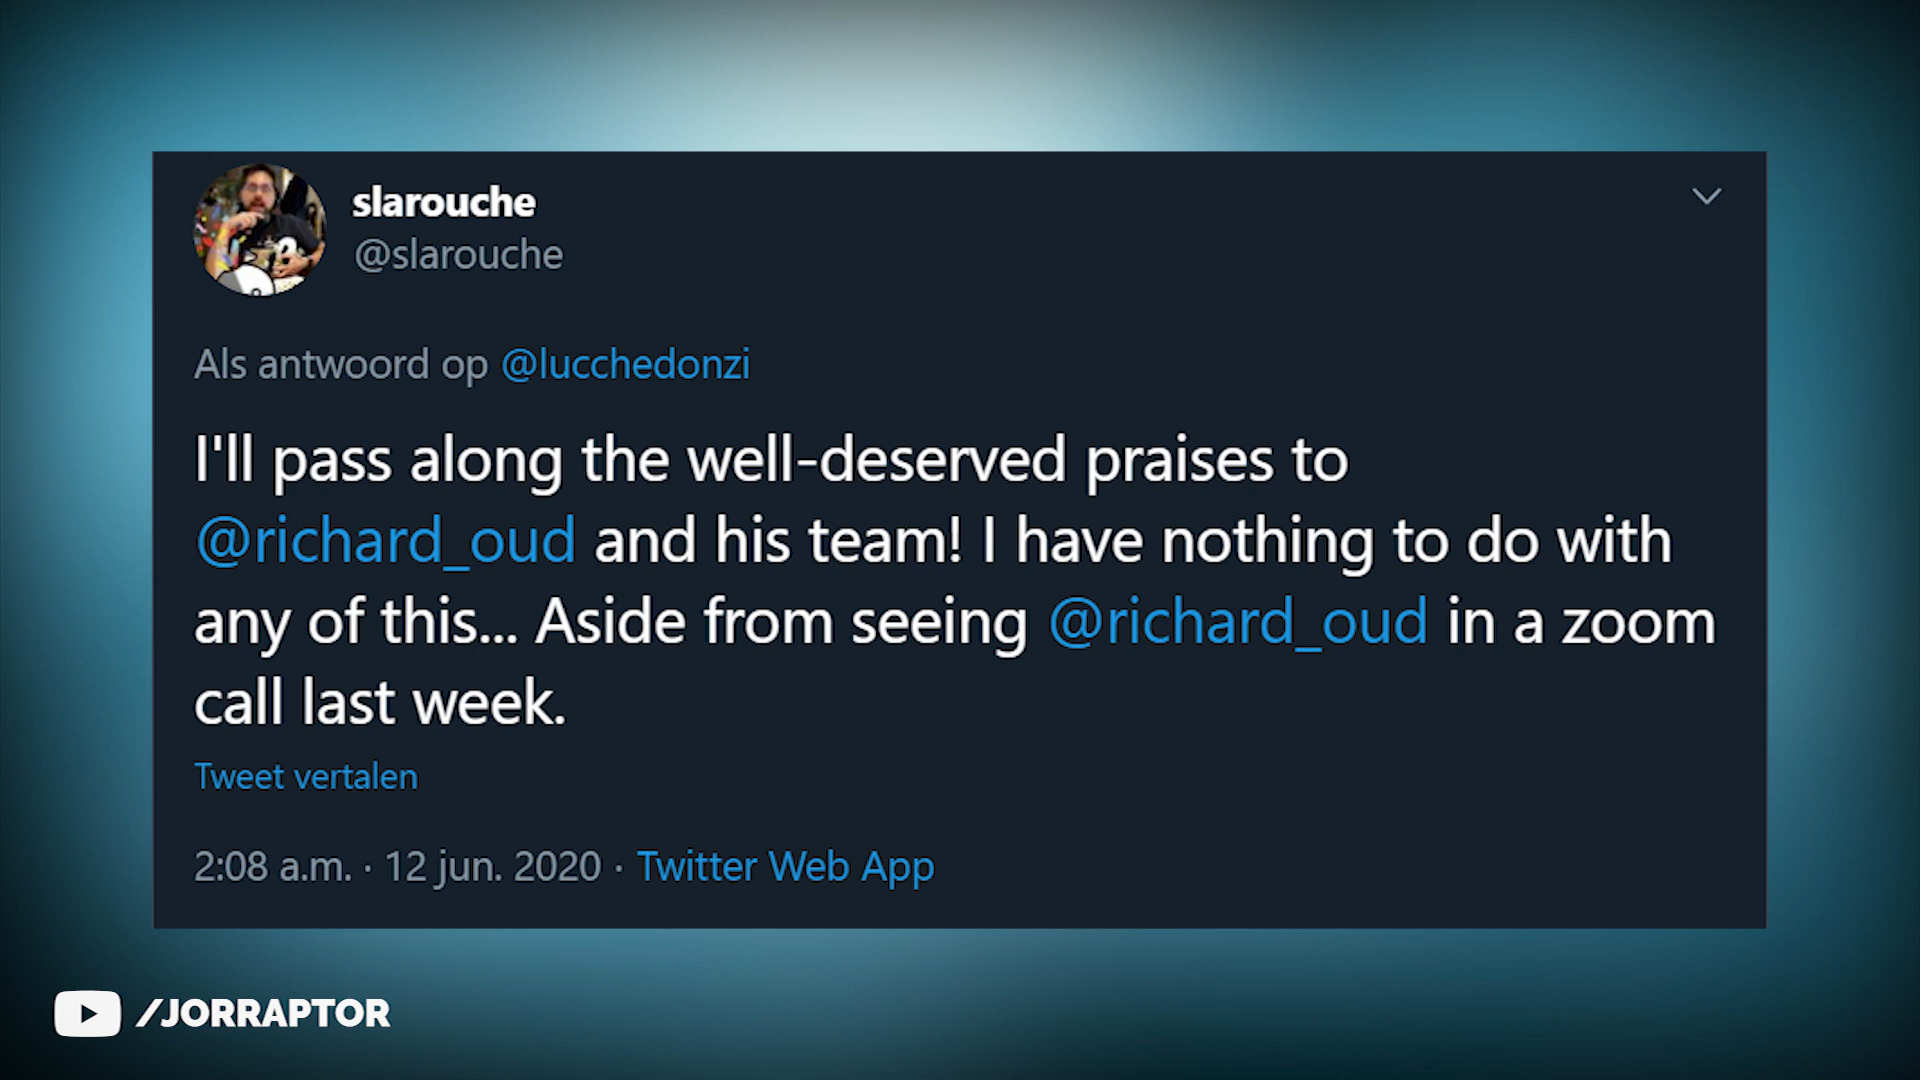 slarouche
@slarouche
Als antwoord op @lucchedonzi
I'll pass along the well-deserved praises to
@richard_oud and his team! I have nothing to do with
any of this... Aside from seeing @richard_oud in a zoom
call last week.
Tweet vertalen
2:08 a.m. · 12 jun. 2020 · Twitter Web App
/JORRAPTOR